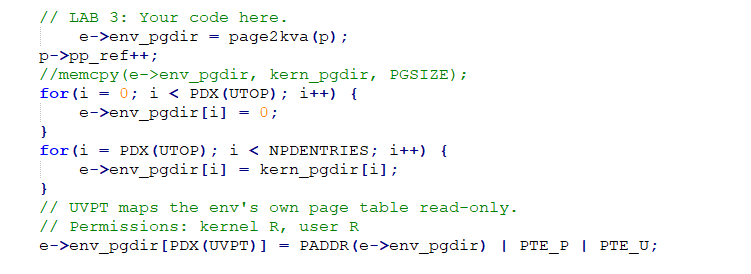 // LAB 3: Your code here.
e->env_pgdir = page2kva(p);
p->pp_ref++;
//memcpy(e->env_pgdir, kern_pgdir, PGSIZE);
for(i = 0; i < PDX(UTOP); i++) {
e->env_pgdir[i] = 0;
}
for(i = PDX(UTOP); i < NPDENTRIES; i++) {
e->env_pgdir[i] = kern_pgdir[i];
}
// UVPT maps the env's own page table read-only.
// Permissions: kernel R, user R
e->env_pgdir[PDX(UVPT)] = PADDR(e->env_pgdir) | PTE_P | PTE_U;